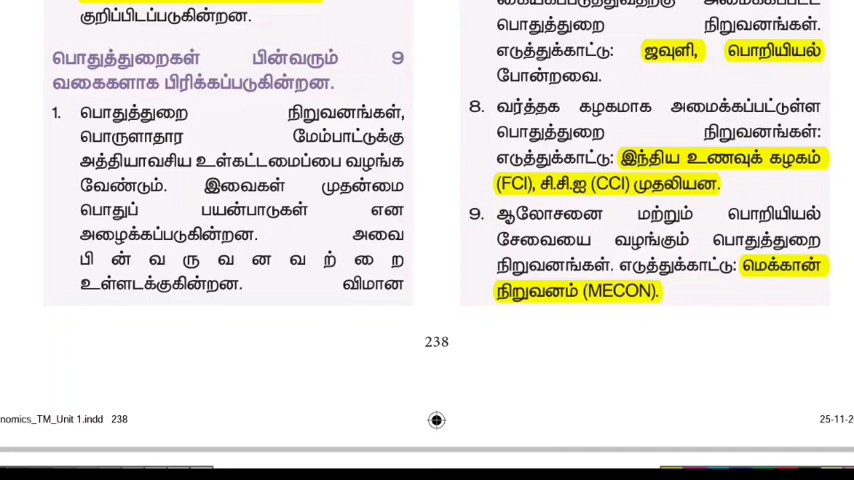 குறிப்பிடப்படுகின்றன.
பொதுத்துறைகள் பின்வரும் 9
வகைகளாக பிரிக்கப்படுகின்றன.
1. பொதுத்துறை நிறுவனங்கள்,
பொருளாதார மேம்பாட்டுக்கு
அத்தியாவசிய உள்கட்டமைப்பை வழங்க
வேண்டும். இவைகள் முதன்மை
பொதுப் பயன்பாடுகள் என
அழைக்கப்படுகின்றன. அவை
பின்வருவனவற்றை
உள்ளடக்குகின்றன. விமான
பொதுத்துறை நிறுவனங்கள்.
எடுத்துக்காட்டு: ஜவுளி, பொறியியல்
போன்றவை.
8. வர்த்தக கழகமாக அமைக்கப்பட்டுள்ள
பொதுத்துறை நிறுவனங்கள்:
எடுத்துக்காட்டு: இந்திய உணவுக் கழகம்
(FCI), சி.சி.ஐ (CCI) முதலியன.
9. ஆலோசனை மற்றும் பொறியியல்
சேவையை வழங்கும் பொதுத்துறை
நிறுவனங்கள். எடுத்துக்காட்டு: மெக்கான்
நிறுவனம் (MECON).
238
nomics_TM_Unit 1.indd 238
25-11-2